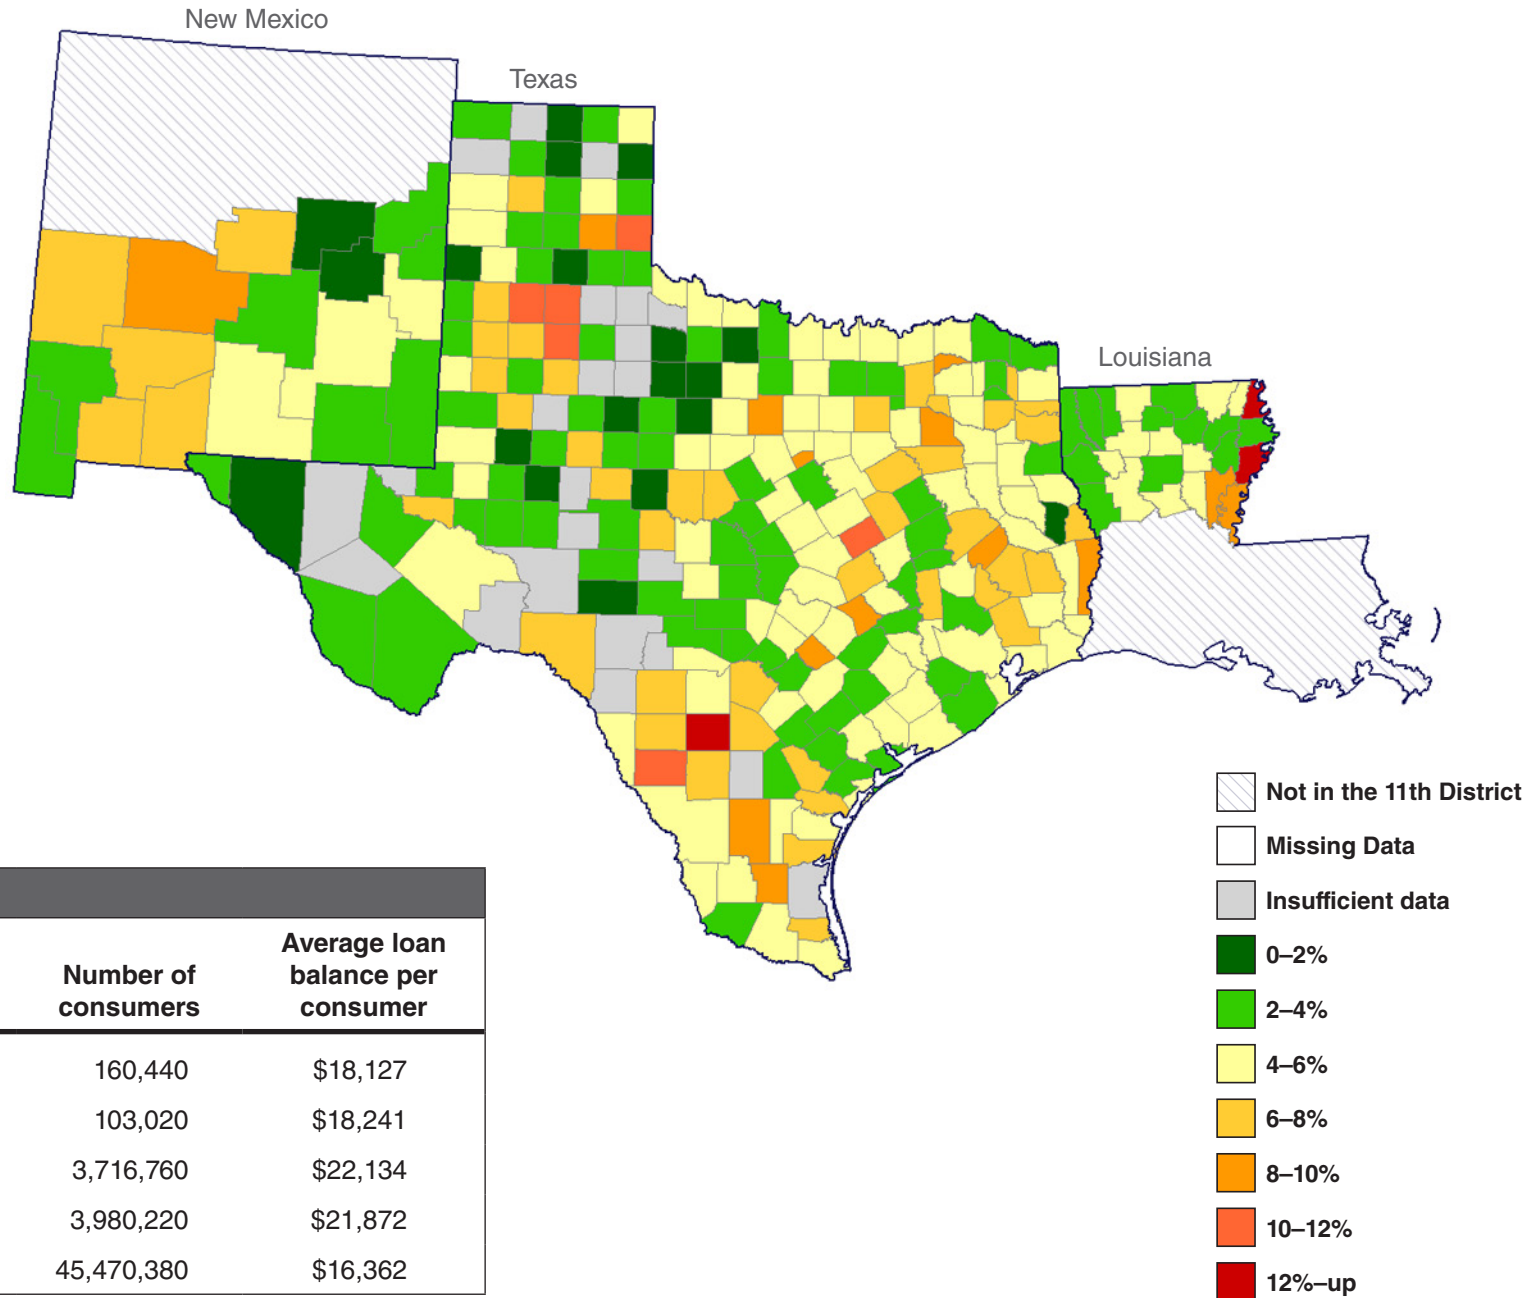 New Mexico
Texas
Louisiana
Not in the 11th District
Missing Data
Insufficient data
0–2%
2–4%
4–6%
6–8%
8–10%
10–12%
12%–up
Number of
consumers
Average loan
balance per
consumer
160,440 $18,127
103,020 $18,241
3,716,760 $22,134
3,980,220 $21,872
45,470,380 $16,362